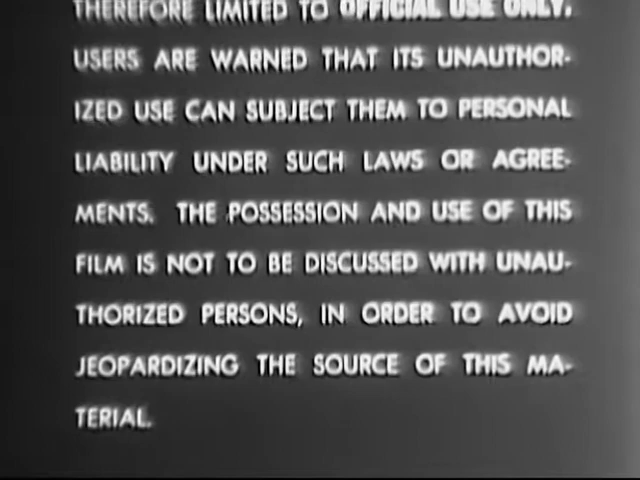 THEREFORE LIMITED TO OFFICIAL USE ONLY.
USERS ARE WARNED THAT ITS UNAUTHOR-
IZED USE CAN SUBJECT THEM TO PERSONAL
LIABILITY UNDER SUCH LAWS OR AGREE-
MENTS. THE POSSESSION AND USE OF THIS
FILM IS NOT TO BE DISCUSSED WITH UNAU-
THORIZED PERSONS, IN ORDER TO AVOID
JEOPARDIZING THE SOURCE OF THIS MA-
TERIAL.